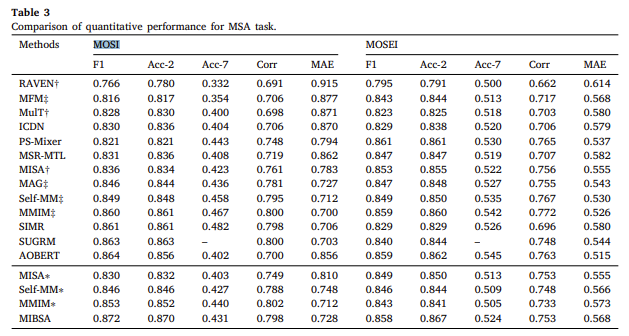 Table 3
Comparison of quantitative performance for MSA task.
Methods MOSI MOSEI
F1 Acc-2 Acc-7 Corr MAE F1 Acc-2 Acc-7 Corr MAE
RAVEN† 0.766 0.780 0.332 0.691 0.915 0.795 0.791 0.500 0.662 0.614
MFM‡ 0.816 0.817 0.354 0.706 0.877 0.843 0.844 0.513 0.717 0.568
MulT† 0.828 0.830 0.400 0.698 0.871 0.823 0.825 0.518 0.703 0.580
ICDN 0.830 0.836 0.404 0.706 0.870 0.829 0.838 0.520 0.706 0.579
PS-Mixer 0.821 0.821 0.443 0.748 0.794 0.861 0.861 0.530 0.765 0.537
MSR-MTL 0.831 0.836 0.408 0.719 0.862 0.847 0.847 0.519 0.707 0.582
MISA† 0.836 0.834 0.423 0.761 0.783 0.853 0.855 0.522 0.756 0.555
MAG‡ 0.846 0.844 0.436 0.781 0.727 0.847 0.848 0.527 0.755 0.543
Self-MM‡ 0.849 0.848 0.458 0.795 0.712 0.849 0.850 0.535 0.767 0.530
MMIM‡ 0.860 0.861 0.467 0.800 0.700 0.859 0.860 0.542 0.772 0.526
SIMR 0.861 0.861 0.482 0.798 0.706 0.829 0.829 0.526 0.696 0.580
SUGRM 0.863 0.863 – 0.800 0.703 0.840 0.844 – 0.748 0.544
AOBERT 0.864 0.856 0.402 0.700 0.856 0.859 0.862 0.545 0.763 0.515
MISA∗ 0.830 0.832 0.403 0.749 0.810 0.849 0.850 0.513 0.753 0.555
Self-MM∗ 0.846 0.846 0.427 0.788 0.746 0.846 0.844 0.509 0.748 0.566
MMIM∗ 0.853 0.852 0.440 0.802 0.712 0.843 0.841 0.505 0.733 0.573
MIBSA 0.872 0.870 0.431 0.798 0.728 0.858 0.867 0.524 0.753 0.568